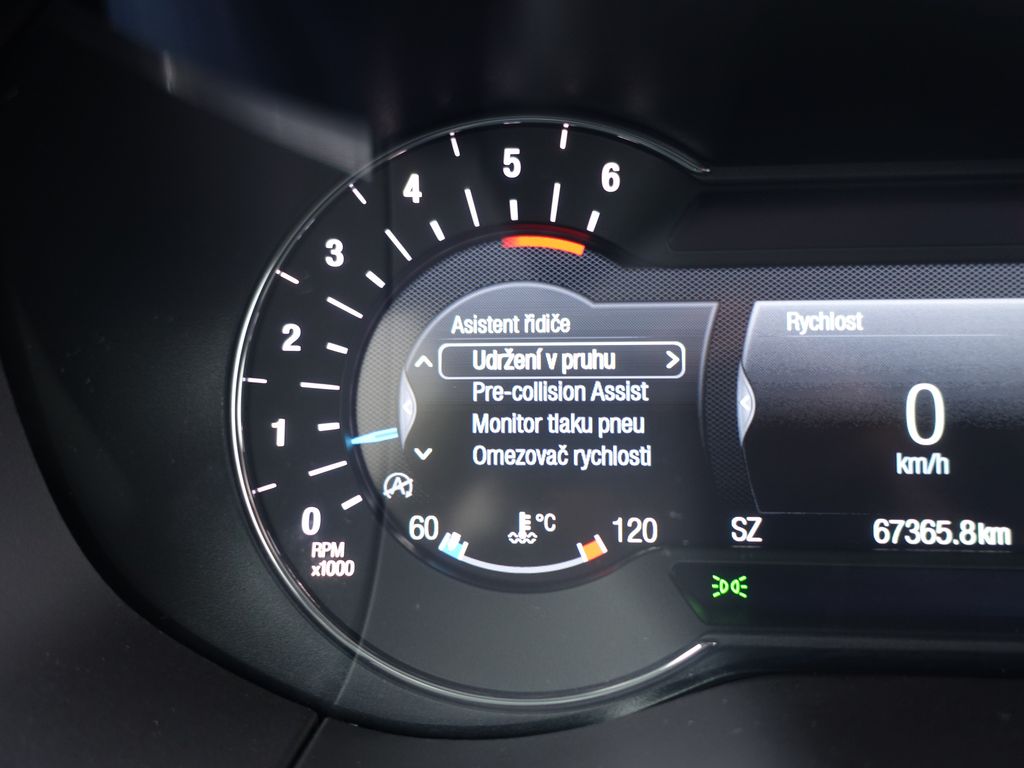 6
5
4
3
2
1
0
RPM
x1000
Asistent řidiče
Udržení v pruhu >
Pre-collision Assist
Monitor tlaku pneu
Omezovač rychlosti
A
60 °C 120
Rychlost
0
km/h
SZ 67365.8km